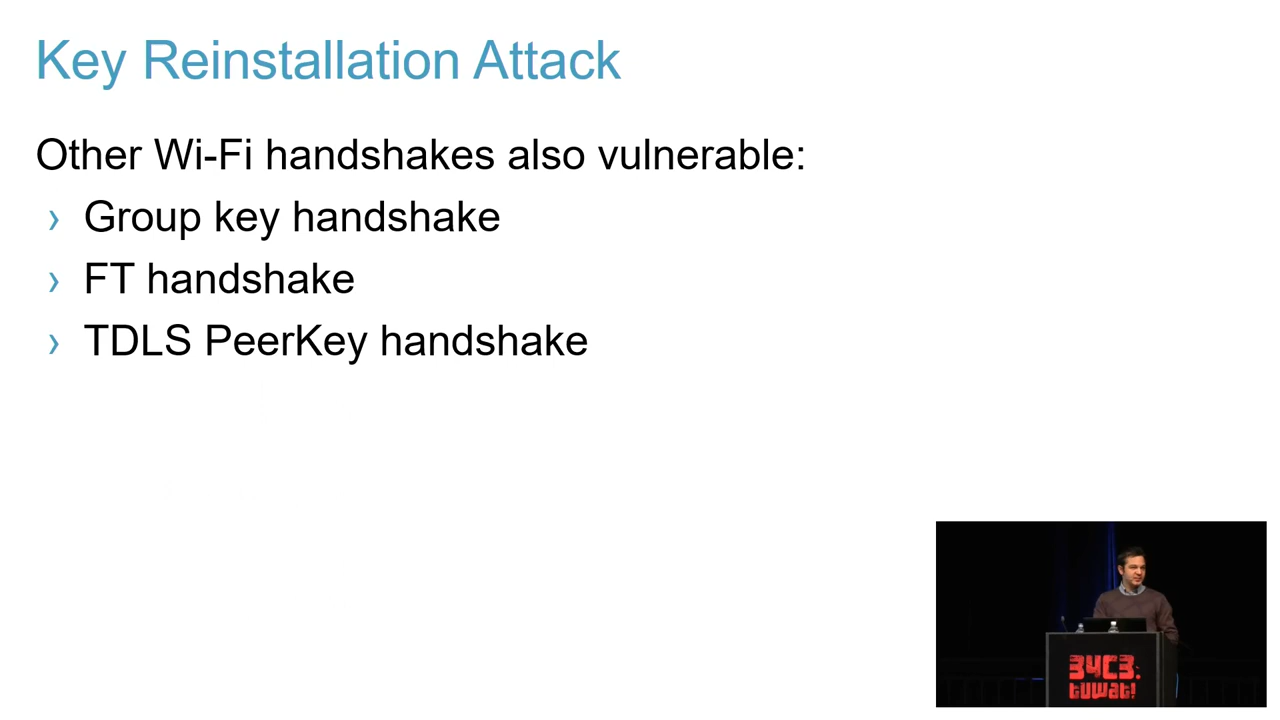 Key Reinstallation Attack
Other Wi-Fi handshakes also vulnerable:
› Group key handshake
› FT handshake
› TDLS PeerKey handshake
34C3.
tuwat!